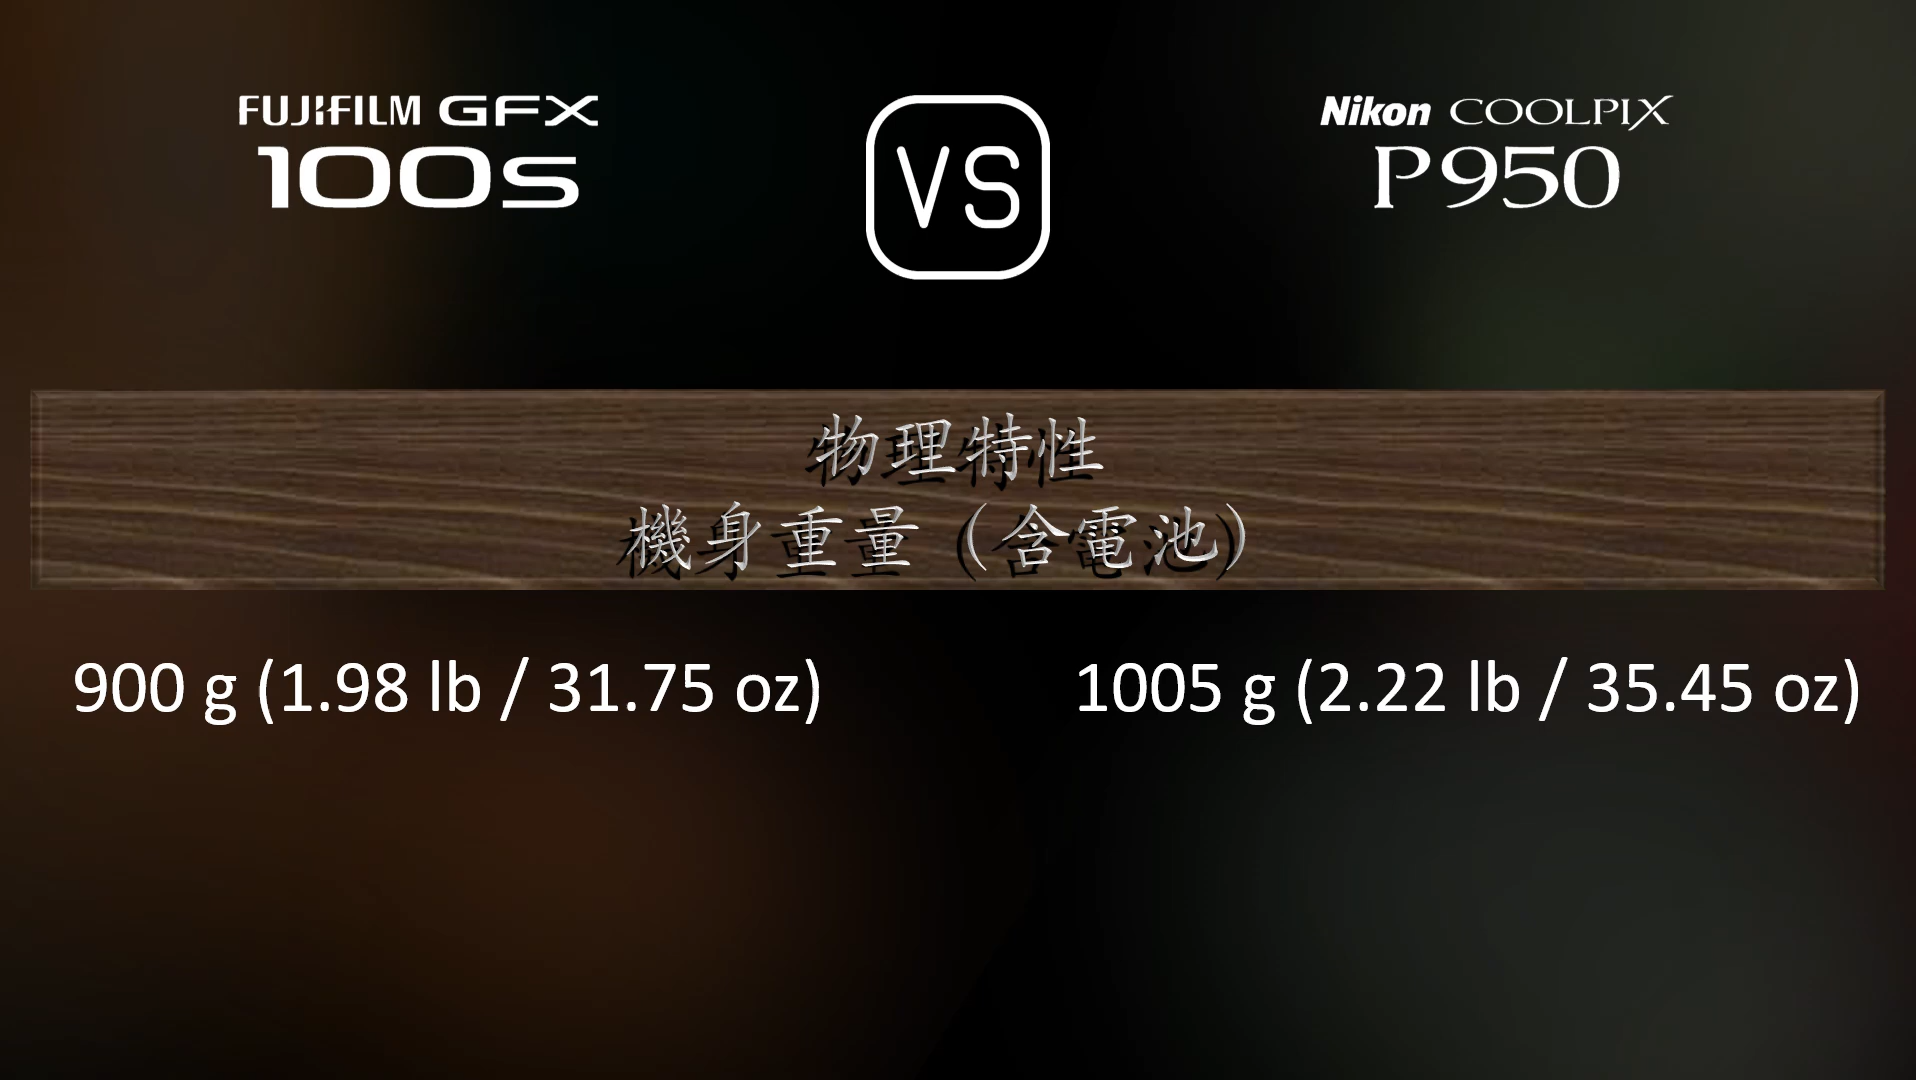 FUJIFILM GFX
100S
VS
Nikon COOLPIX
P950
物理特性
機身重量（含電池）
900 g (1.98 lb / 31.75 oz)
1005 g (2.22 lb / 35.45 oz)